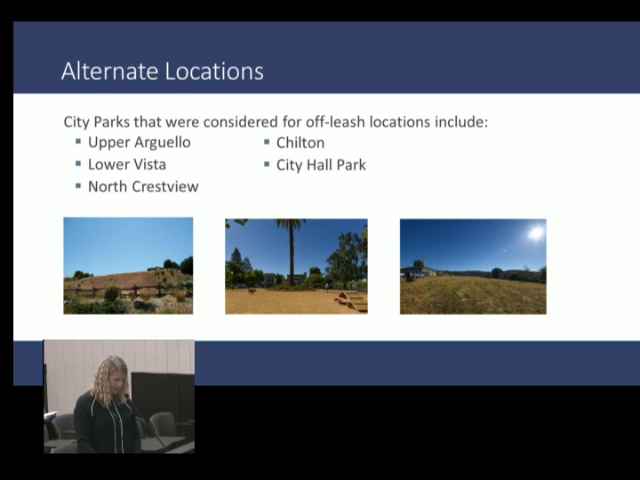 Alternate Locations
City Parks that were considered for off-leash locations include:
Upper Arguello
Lower Vista
North Crestview
Chilton
City Hall Park